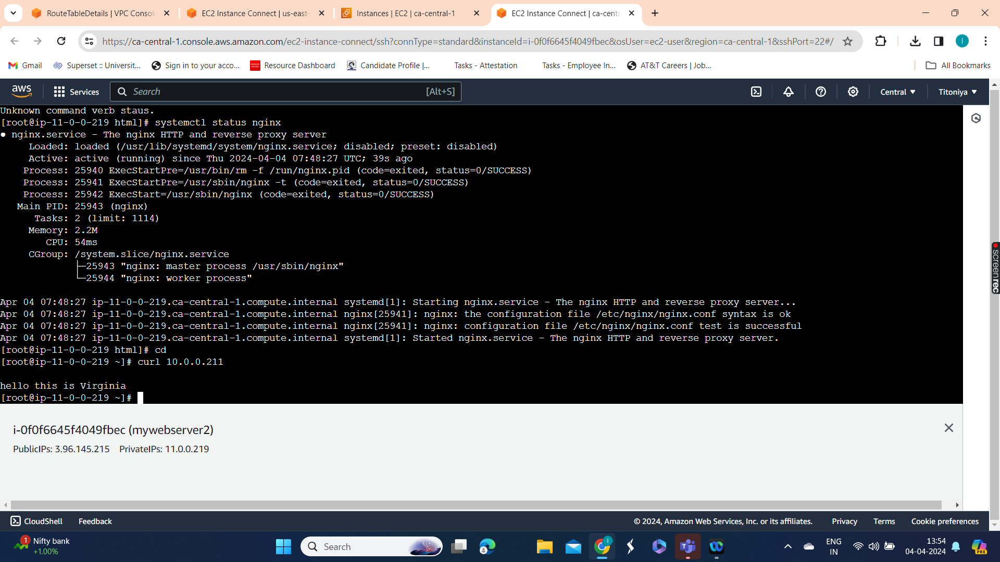 RouteTableDetails | VPC Consol
EC2 Instance Connect | us-east-
Instances | EC2 | ca-central-1
EC2 Instance Connect | ca-centr
https://ca-central-1.console.aws.amazon.com/ec2-instance-connect/ssh?connType=standard&instanceId=i-0f0f6645f4049fbec&osUser=ec2-user&region=ca-central-1&sshPort=22#/
I
Gmail
Superset :: Universit...
Sign in to your acco...
Resource Dashboard
Candidate Profile |...
Tasks - Attestation
Tasks - Employee In...
AT&T Careers | Job...
All Bookmarks
aws
Services
Search
[Alt+S]
Central
Titoniya
Unknown command verb staus.
[root@ip-11-0-0-219 html]# systemctl status nginx
● nginx.service - The nginx HTTP and reverse proxy server
Loaded: loaded (/usr/lib/systemd/system/nginx.service; disabled; preset: disabled)
Active: active (running) since Thu 2024-04-04 07:48:27 UTC; 39s ago
Process: 25940 ExecStartPre=/usr/bin/rm -f /run/nginx.pid (code=exited, status=0/SUCCESS)
Process: 25941 ExecStartPre=/usr/sbin/nginx -t (code=exited, status=0/SUCCESS)
Process: 25942 ExecStart=/usr/sbin/nginx (code=exited, status=0/SUCCESS)
Main PID: 25943 (nginx)
Tasks: 2 (limit: 1114)
Memory: 2.2M
CPU: 54ms
CGroup: /system.slice/nginx.service
├─25943 "nginx: master process /usr/sbin/nginx"
└─25944 "nginx: worker process"
Apr 04 07:48:27 ip-11-0-0-219.ca-central-1.compute.internal systemd[1]: Starting nginx.service - The nginx HTTP and reverse proxy server...
Apr 04 07:48:27 ip-11-0-0-219.ca-central-1.compute.internal nginx[25941]: nginx: the configuration file /etc/nginx/nginx.conf syntax is ok
Apr 04 07:48:27 ip-11-0-0-219.ca-central-1.compute.internal nginx[25941]: nginx: configuration file /etc/nginx/nginx.conf test is successful
Apr 04 07:48:27 ip-11-0-0-219.ca-central-1.compute.internal systemd[1]: Started nginx.service - The nginx HTTP and reverse proxy server.
[root@ip-11-0-0-219 html]# cd
[root@ip-11-0-0-219 ~]# curl 10.0.0.211
hello this is Virginia
[root@ip-11-0-0-219 ~]#
screenrec
i-0f0f6645f4049fbec (mywebserver2)
PublicIPs: 3.96.145.215 PrivateIPs: 11.0.0.219
CloudShell
Feedback
© 2024, Amazon Web Services, Inc. or its affiliates.
Privacy
Terms
Cookie preferences
1
Nifty bank
+1.00%
Search
I
ENG
IN
13:54
04-04-2024
PRE